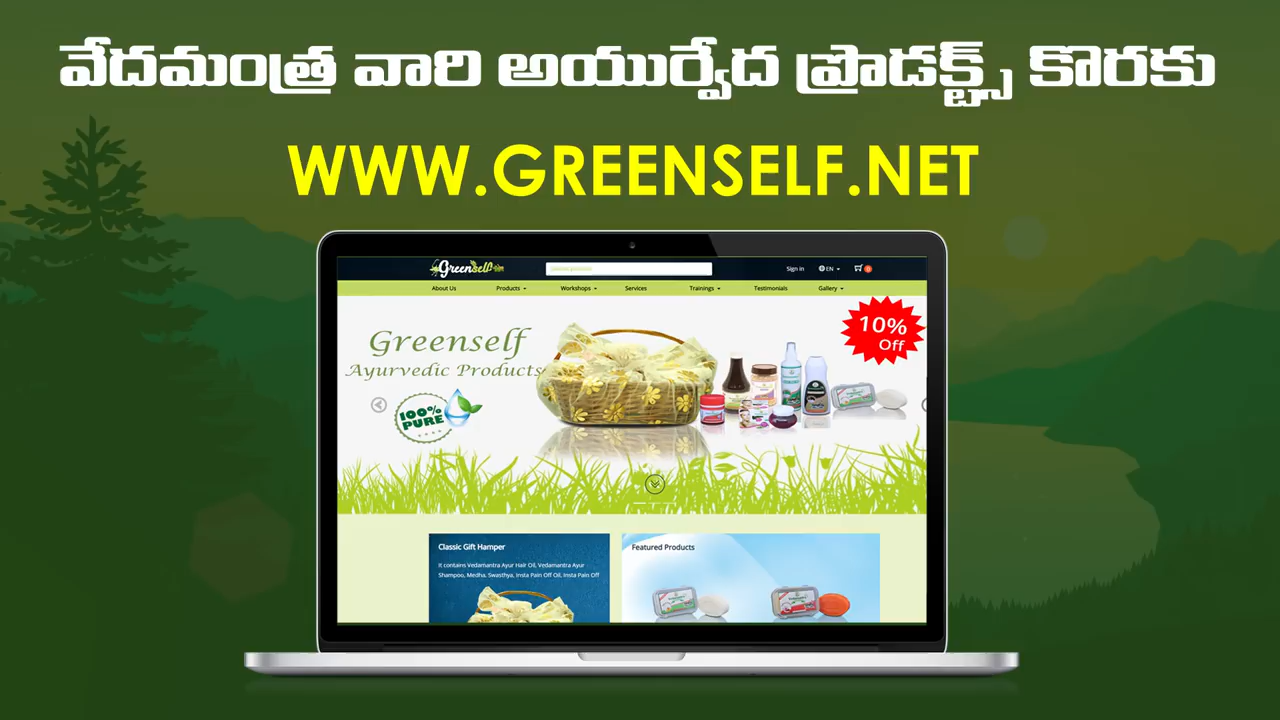 వేదమంత్ర వారి అయుర్వేద ప్రొడక్ట్స్ కొరకు
WWW.GREENSELF.NET
Greenself
Sign in EN 0
About Us Products Workshops Services Trainings Testimonials Gallery
10%
Off
Greenself
Ayurvedic Products
100%
PURE
Classic Gift Hamper
It contains Vedamantra Ayur Hair Oil, Vedamantra Ayur
Shampoo, Medha, Swasthya, Insta Pain Off Oil, Insta Pain Off
Featured Products